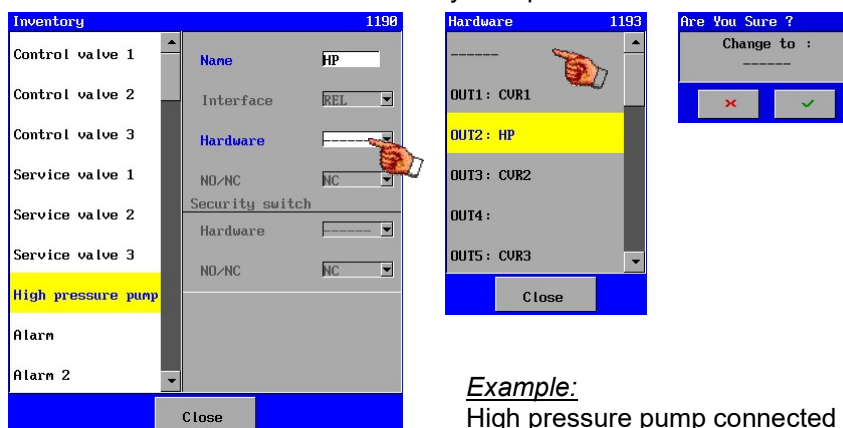 Inventory 1190
Control valve 1
Control valve 2
Control valve 3
Service valve 1
Service valve 2
Service valve 3
High pressure pump
Alarm
Alarm 2
Name HP
Interface REL
Hardware ------
NO/NC NC
Security switch
Hardware ------
NO/NC NC
Close
Hardware 1193
------
OUT1: CVR1
OUT2: HP
OUT3: CVR2
OUT4:
OUT5: CVR3
Close
Are You Sure ?
Change to :
------
Example:
High pressure pump connected